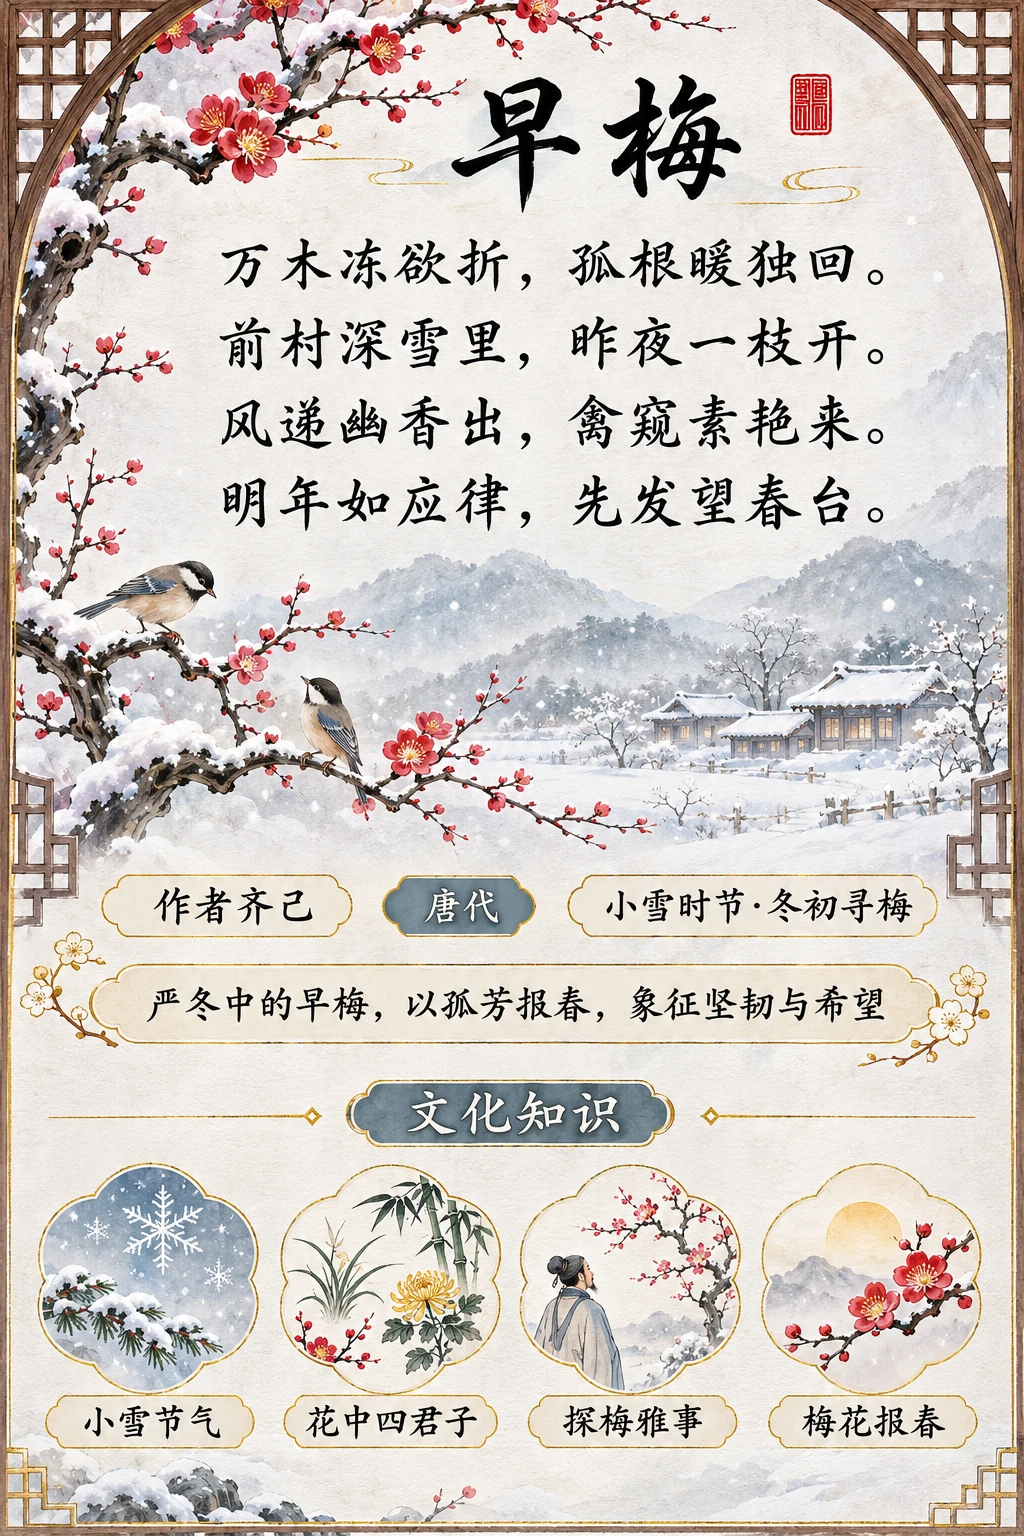 早梅
万木冻欲折，孤根暖独回。
前村深雪里，昨夜一枝开。
风递幽香出，禽窥素艳来。
明年如应律，先发望春台。
作者齐己
唐代
小雪时节·冬初寻梅
严冬中的早梅，以孤芳报春，象征坚韧与希望
文化知识
小雪节气
花中四君子
探梅雅事
梅花报春